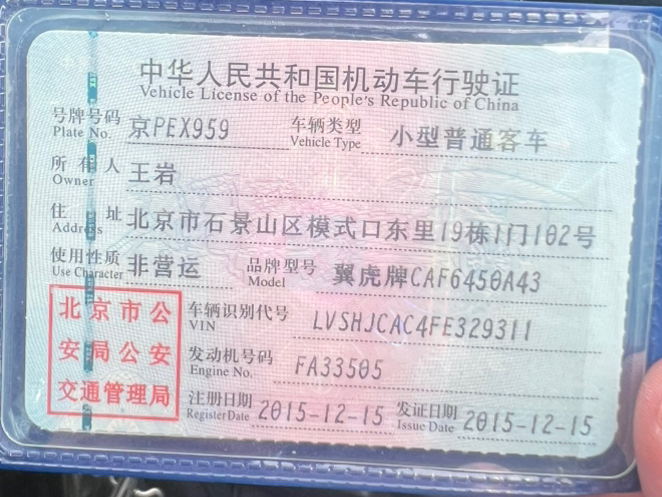 中华人民共和国机动车行驶证
Vehicle License of the People's Republic of China
号牌号码 京PEX959 车辆类型 小型普通客车
Plate No. Vehicle Type
所有人 王岩
Owner
住址 北京市石景山区模式口东里19栋1门102号
Address
使用性质 非营运 品牌型号 翼虎牌CAF6450A43
Use Character Model
北京市公
安局公安
交通管理局
车辆识别代号 LVSHJCAC4FE329311
VIN
发动机号码 FA33505
Engine No.
注册日期 2015-12-15 发证日期 2015-12-15
Register Date Issue Date